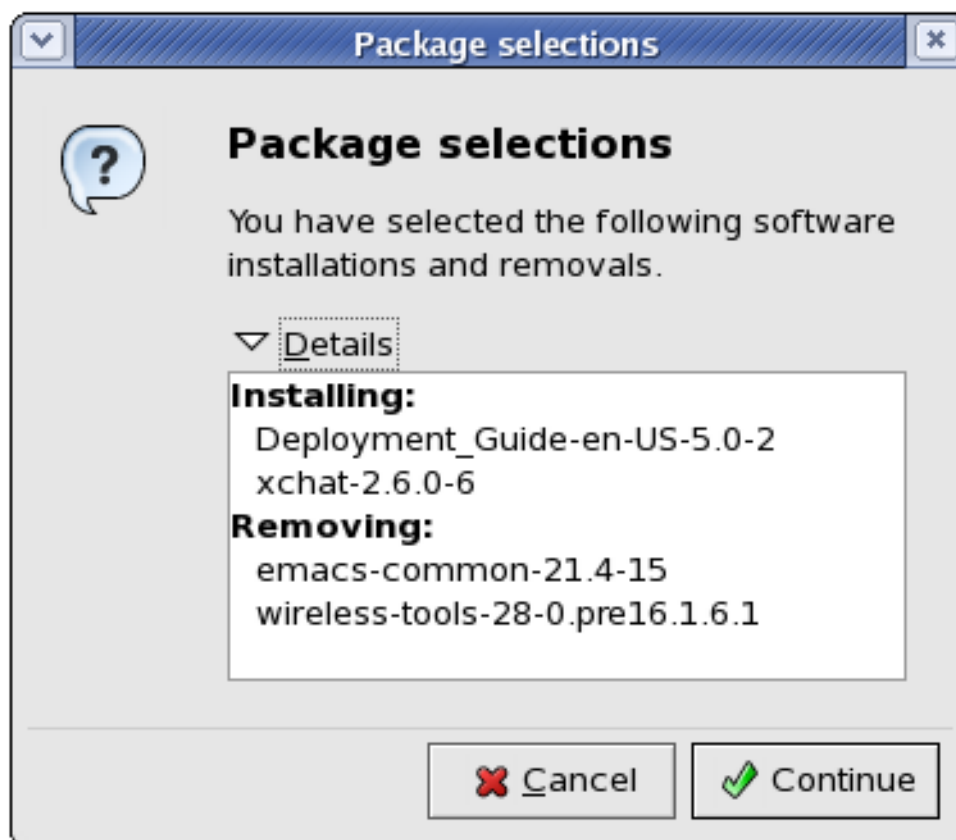 Package selections
Package selections
You have selected the following software
installations and removals.
Details
Installing:
Deployment_Guide-en-US-5.0-2
xchat-2.6.0-6
Removing:
emacs-common-21.4-15
wireless-tools-28-0.pre16.1.6.1
Cancel
Continue